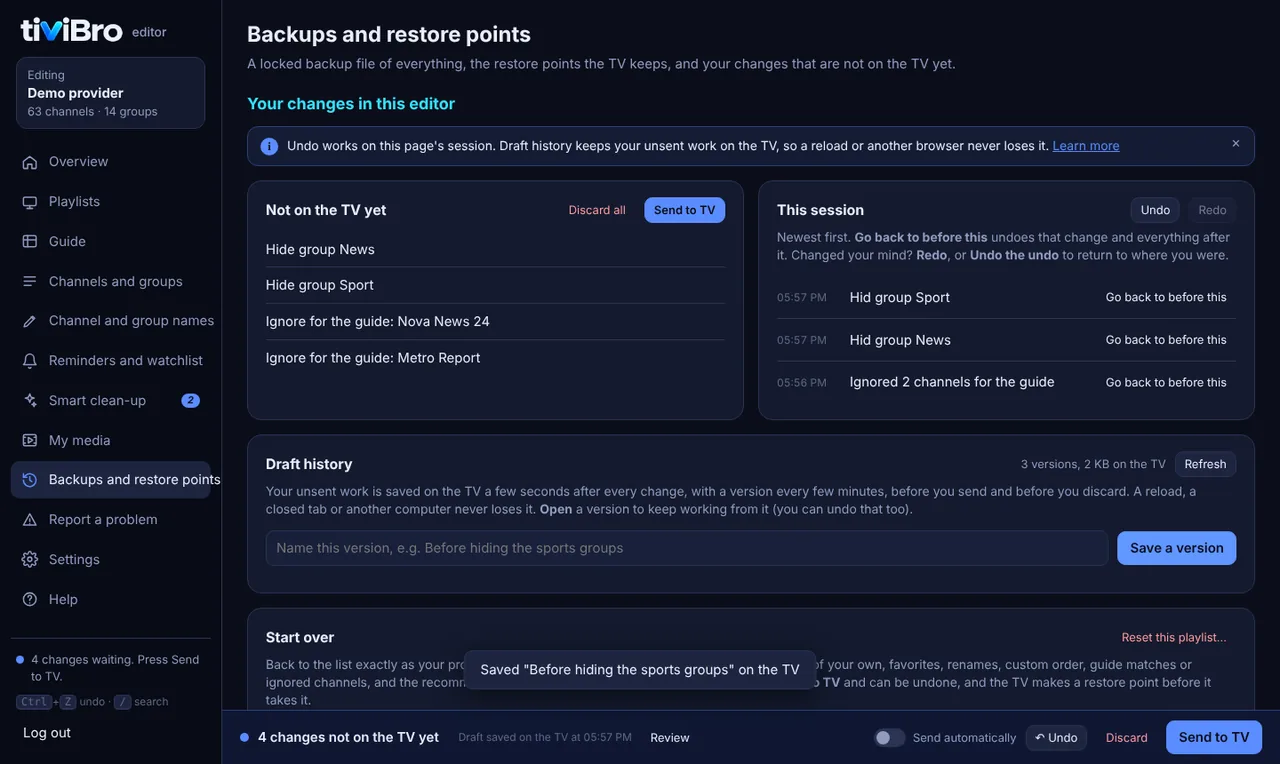 tiviBro editor
Editing
Demo provider
63 channels · 14 groups
Overview
Playlists
Guide
Channels and groups
Channel and group names
Reminders and watchlist
Smart clean-up 2
My media
Backups and restore points
Report a problem
Settings
Help
4 changes waiting. Press Send
to TV.
Ctrl+Z undo · / search
Log out
Backups and restore points
A locked backup file of everything, the restore points the TV keeps, and your changes that are not on the TV yet.
Your changes in this editor
Undo works on this page's session. Draft history keeps your unsent work on the TV, so a reload or another browser never loses it. Learn more
Not on the TV yet Discard all Send to TV
Hide group News
Hide group Sport
Ignore for the guide: Nova News 24
Ignore for the guide: Metro Report
This session Undo Redo
Newest first. Go back to before this undoes that change and everything after
it. Changed your mind? Redo, or Undo the undo to return to where you were.
05:57 PM Hid group Sport Go back to before this
05:57 PM Hid group News Go back to before this
05:56 PM Ignored 2 channels for the guide Go back to before this
Draft history 3 versions, 2 KB on the TV Refresh
Your unsent work is saved on the TV a few seconds after every change, with a version every few minutes, before you send and before you discard. A reload, a
closed tab or another computer never loses it. Open a version to keep working from it (you can undo that too).
Name this version, e.g. Before hiding the sports groups Save a version
Start over Reset this playlist...
Back to the list exactly as your of your own, favorites, renames, custom order, guide matches or
ignored channels, and the TV and can be undone, and the TV makes a restore point before it
takes it.
Saved "Before hiding the sports groups" on the TV
4 changes not on the TV yet Draft saved on the TV at 05:57 PM Review Send automatically ↶ Undo Discard Send to TV